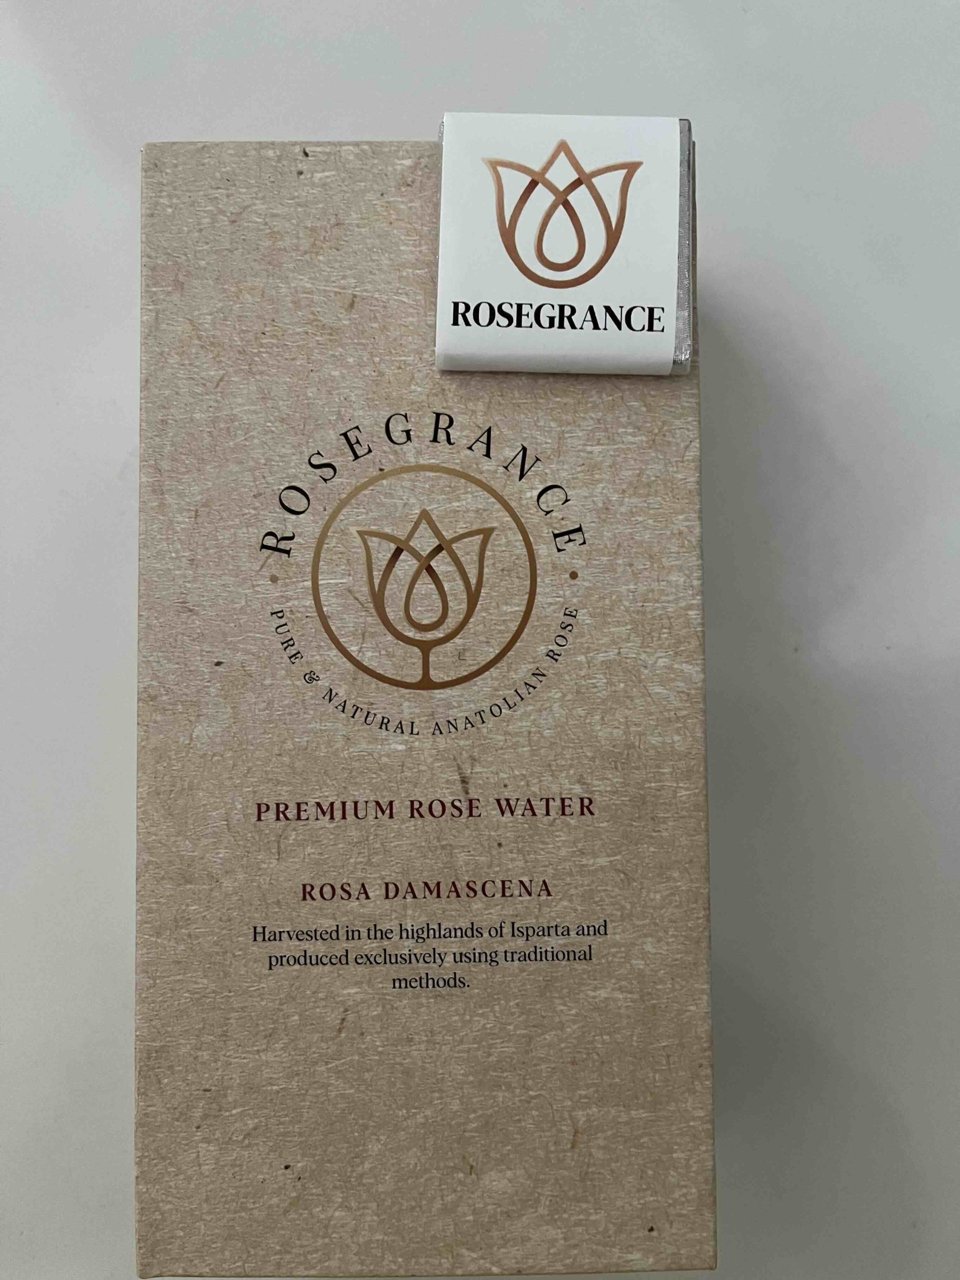 ROSEGRANCE
ROSEGRANCE
PURE & NATURAL ANATOLIAN ROSE
PREMIUM ROSE WATER
ROSA DAMASCENA
Harvested in the highlands of Isparta and
produced exclusively using traditional
methods.